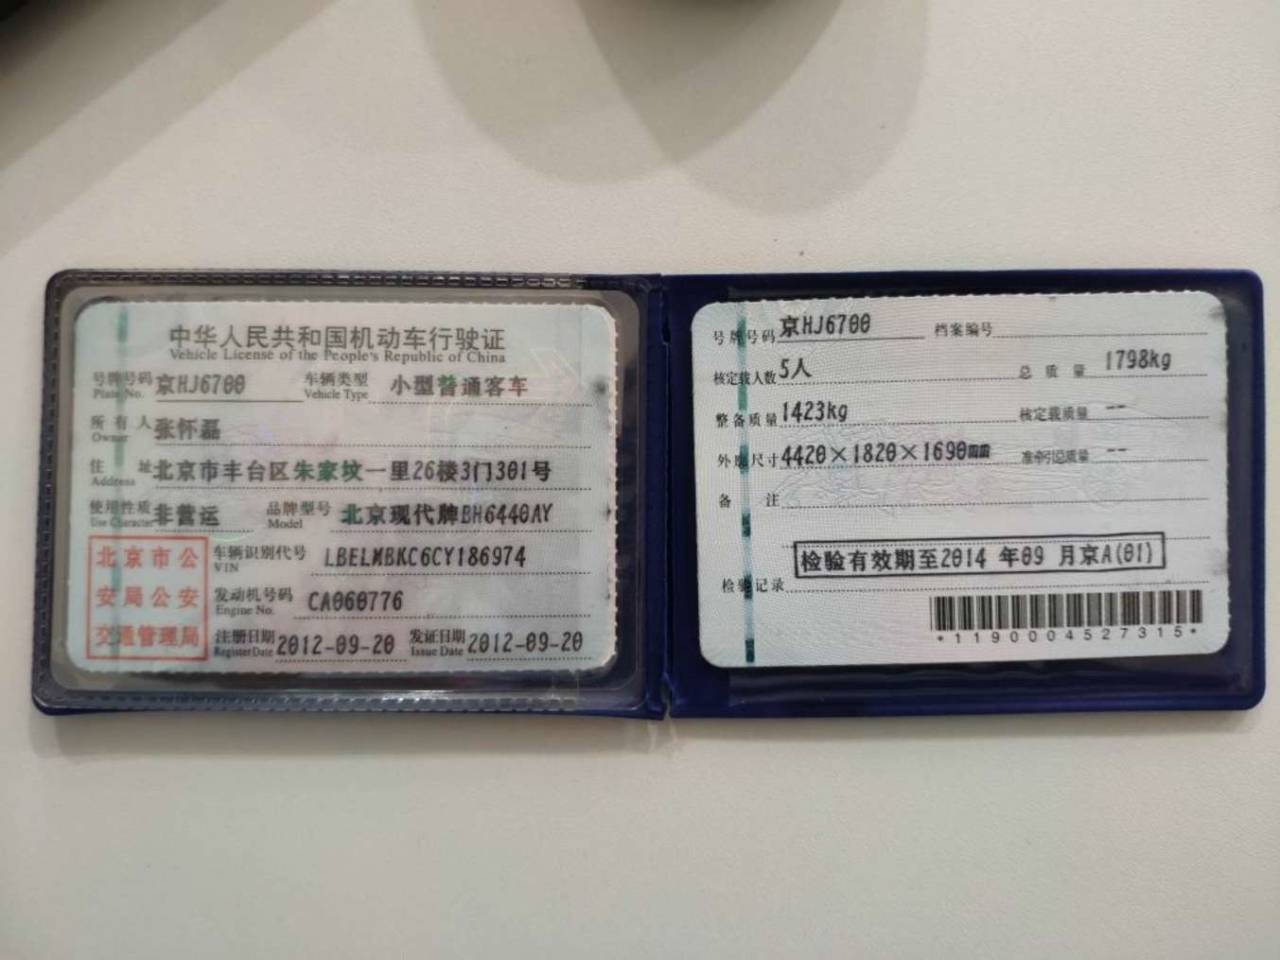 中华人民共和国机动车行驶证
Vehicle License of the People's Republic of China
号牌号码 京HJ6700 车辆类型 小型普通客车
Plate No. Vehicle Type
所有人 张怀磊
Owner
住址 北京市丰台区朱家坟一里26楼3门301号
Address
使用性质 非营运 品牌型号 北京现代牌BH6440AY
Use Character Model
北京市公安局公安交通管理局
车辆识别代号 LBELMBKC6CY186974
VIN
发动机号码 CA060776
Engine No.
注册日期 2012-09-20 发证日期 2012-09-20
Register Date Issue Date
号牌号码 京HJ6700 档案编号
核定载人数 5人 总质量 1798kg
整备质量 1423kg 核定载质量 --
外廓尺寸 4420×1820×1690mm 准牵引总质量 --
备注
检验有效期至2014年09月京A(01)
检验记录
*1190004527315*